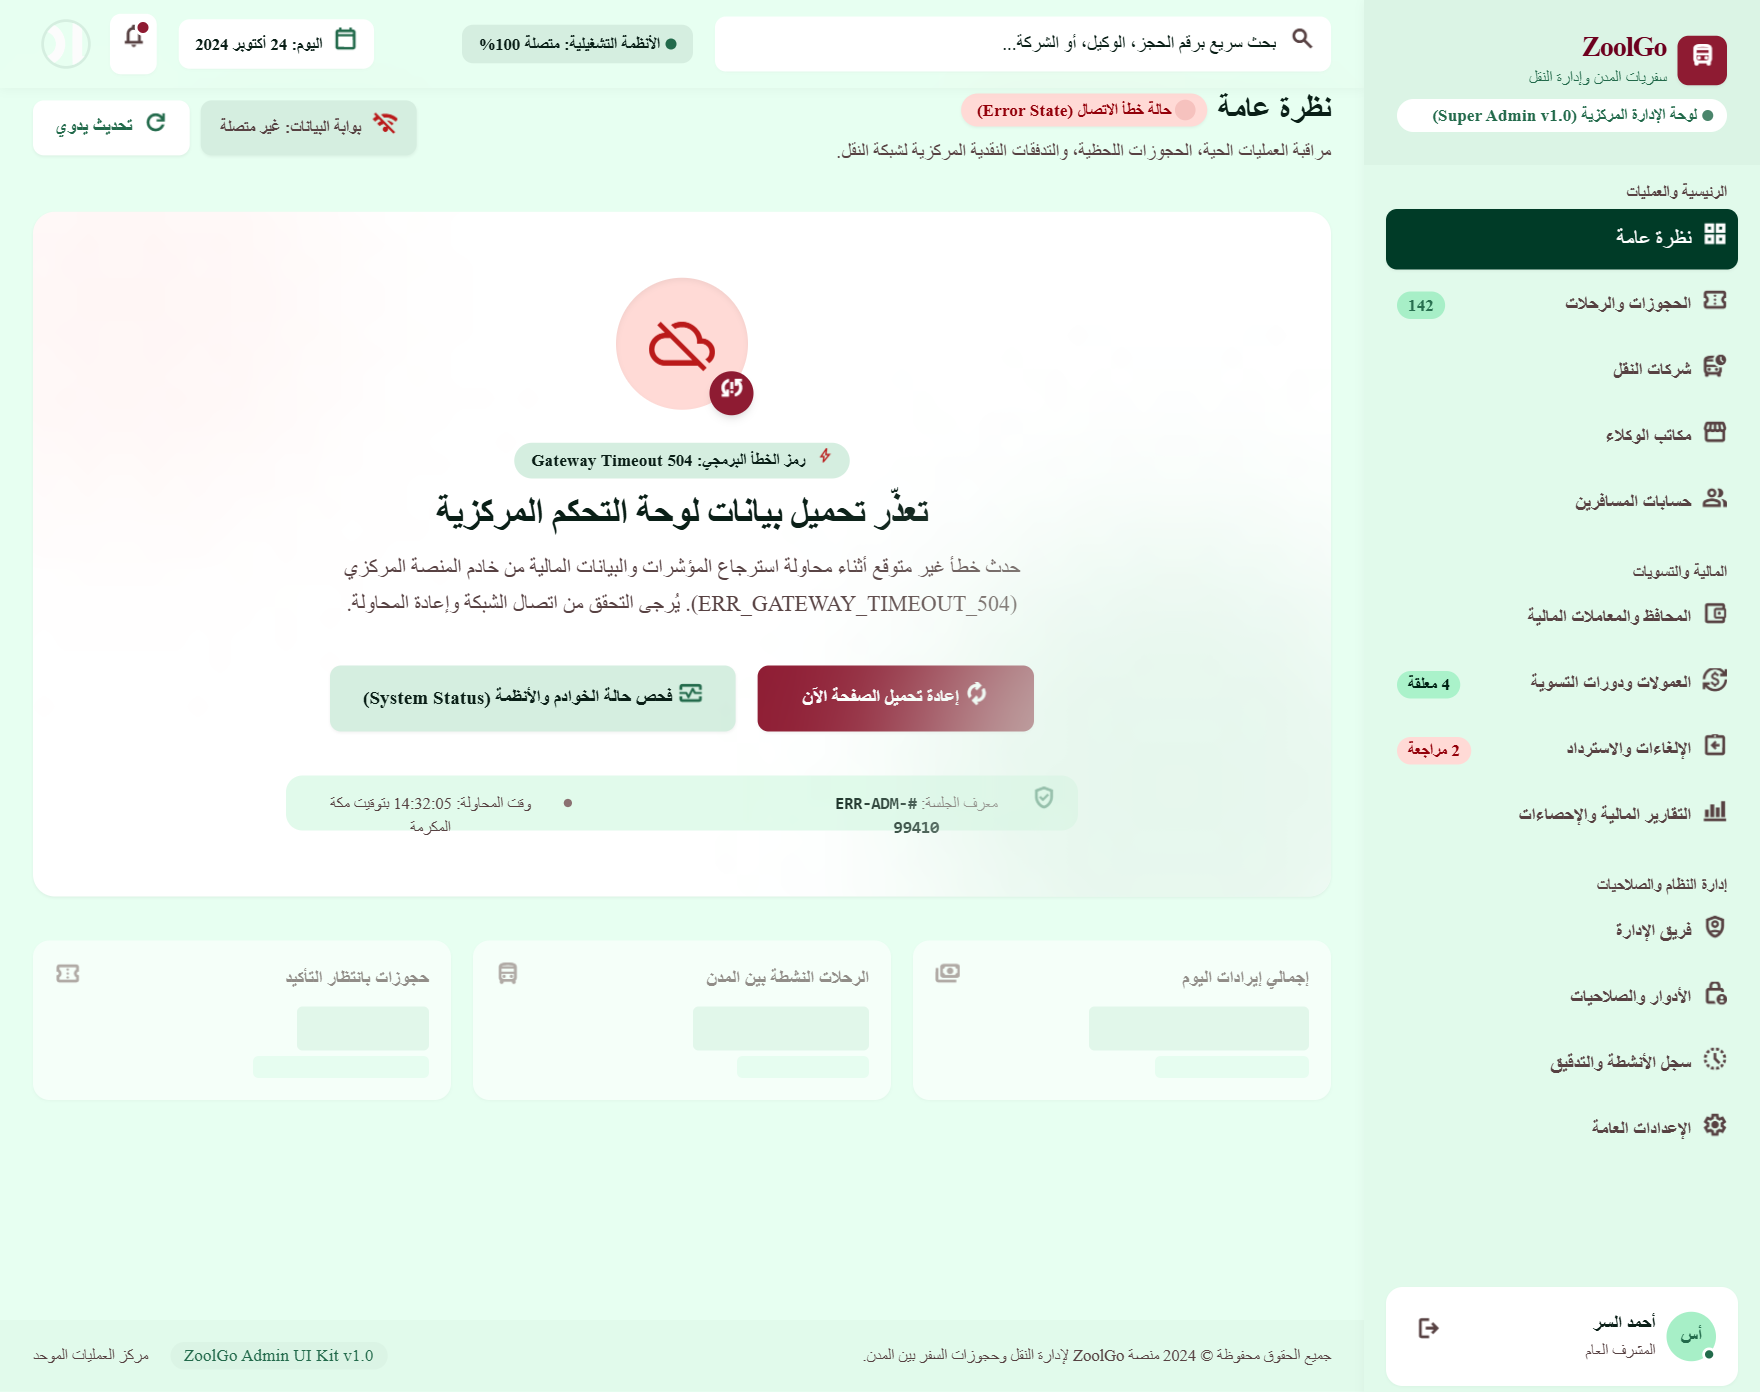 ZoolGo
سفريات المدن وإدارة النقل
لوحة الإدارة المركزية (Super Admin v1.0)
الرئيسية والعمليات
نظرة عامة
الحجوزات والرحلات
142
شركات النقل
مكاتب الوكلاء
حسابات المسافرين
المالية والتسويات
المحافظ والمعاملات المالية
العمولات ودورات التسوية
4 معلقة
الإلغاءات والاسترداد
2 مراجعة
التقارير المالية والإحصاءات
إدارة النظام والصلاحيات
فريق الإدارة
الأدوار والصلاحيات
سجل الأنشطة والتدقيق
الإعدادات العامة
أس
أحمد السر
المشرف العام
بحث سريع برقم الحجز، الوكيل، أو الشركة...
الأنظمة التشغيلية: متصلة 100%
اليوم: 24 أكتوبر 2024
نظرة عامة
حالة خطأ الاتصال (Error State)
مراقبة العمليات الحية، الحجوزات اللحظية، والتدفقات النقدية المركزية لشبكة النقل.
بوابة البيانات: غير متصلة
تحديث يدوي
رمز الخطأ البرمجي: 504 Gateway Timeout
تعذّر تحميل بيانات لوحة التحكم المركزية
حدث خطأ غير متوقع أثناء محاولة استرجاع المؤشرات والبيانات المالية من خادم المنصة المركزي
(ERR_GATEWAY_TIMEOUT_504). يُرجى التحقق من اتصال الشبكة وإعادة المحاولة.
إعادة تحميل الصفحة الآن
فحص حالة الخوادم والأنظمة (System Status)
معرف الجلسة: #ERR-ADM-
99410
وقت المحاولة: 14:32:05 بتوقيت مكة
المكرمة
إجمالي إيرادات اليوم
الرحلات النشطة بين المدن
حجوزات بانتظار التأكيد
جميع الحقوق محفوظة © 2024 منصة ZoolGo لإدارة النقل وحجوزات السفر بين المدن.
ZoolGo Admin UI Kit v1.0
مركز العمليات الموحد